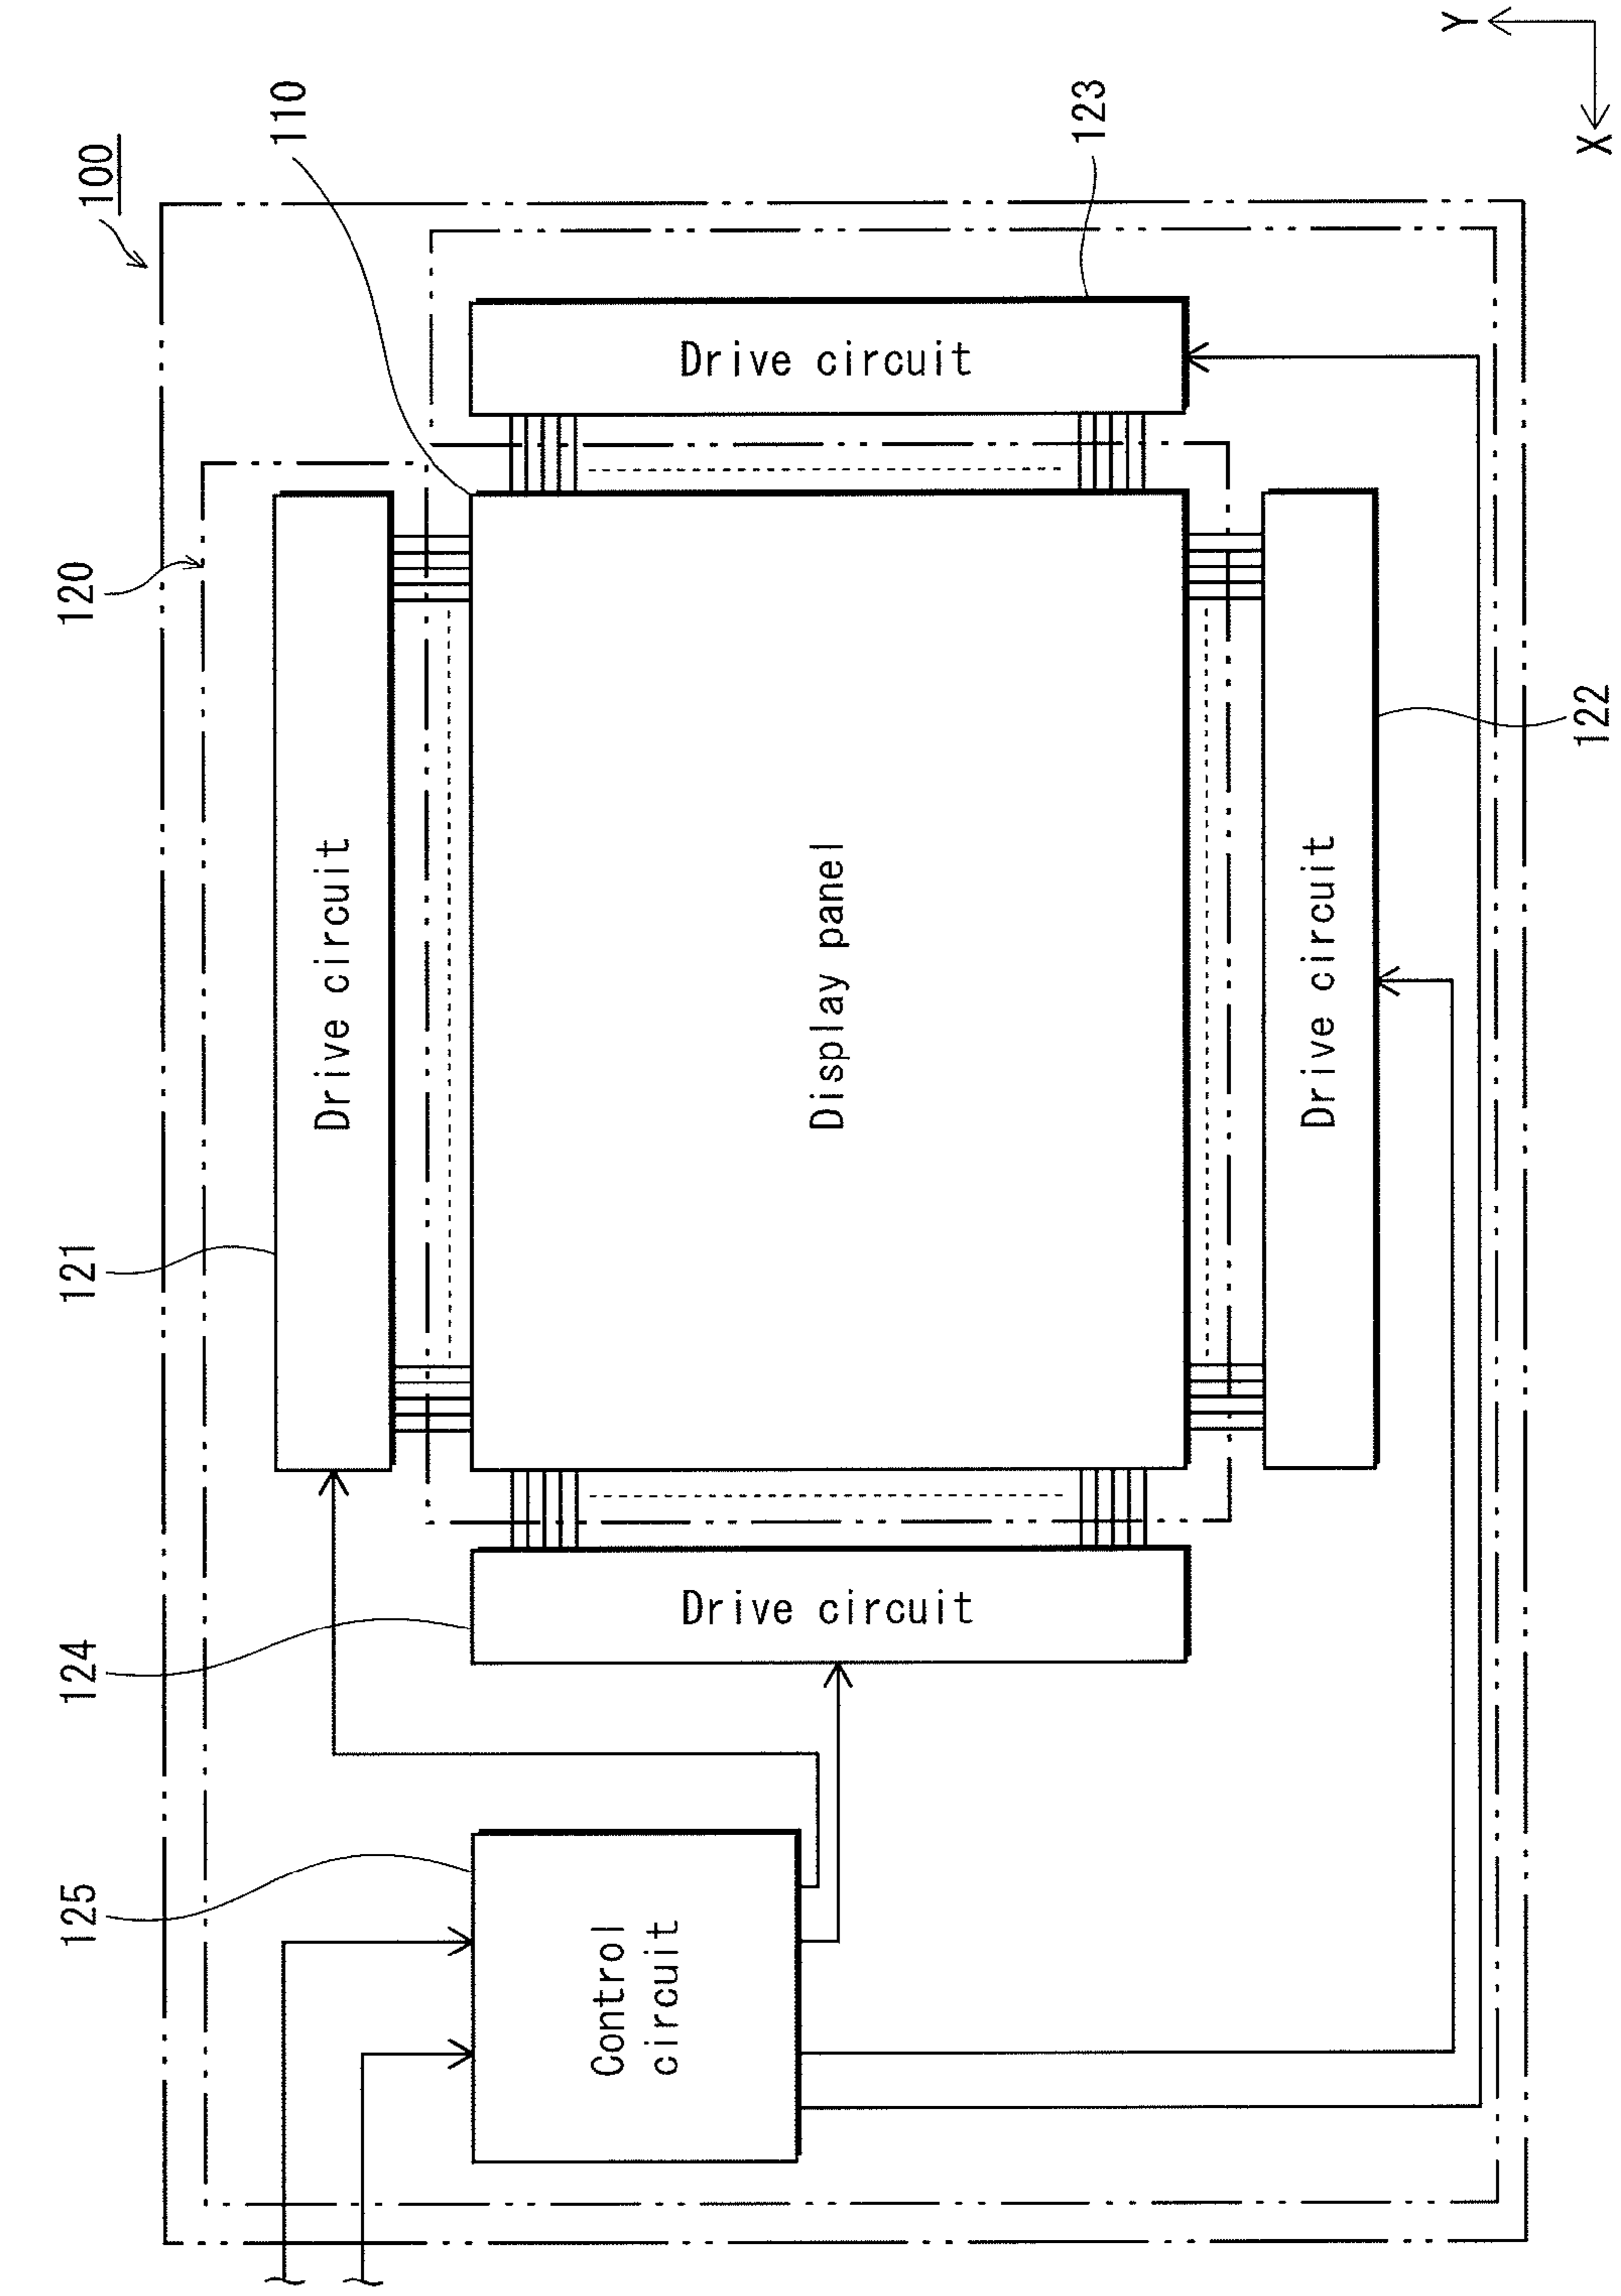 100
110
123
120
121
124
125
122
Drive circuit
Drive circuit
Display panel
Drive circuit
Drive circuit
Control
circuit
X
Y